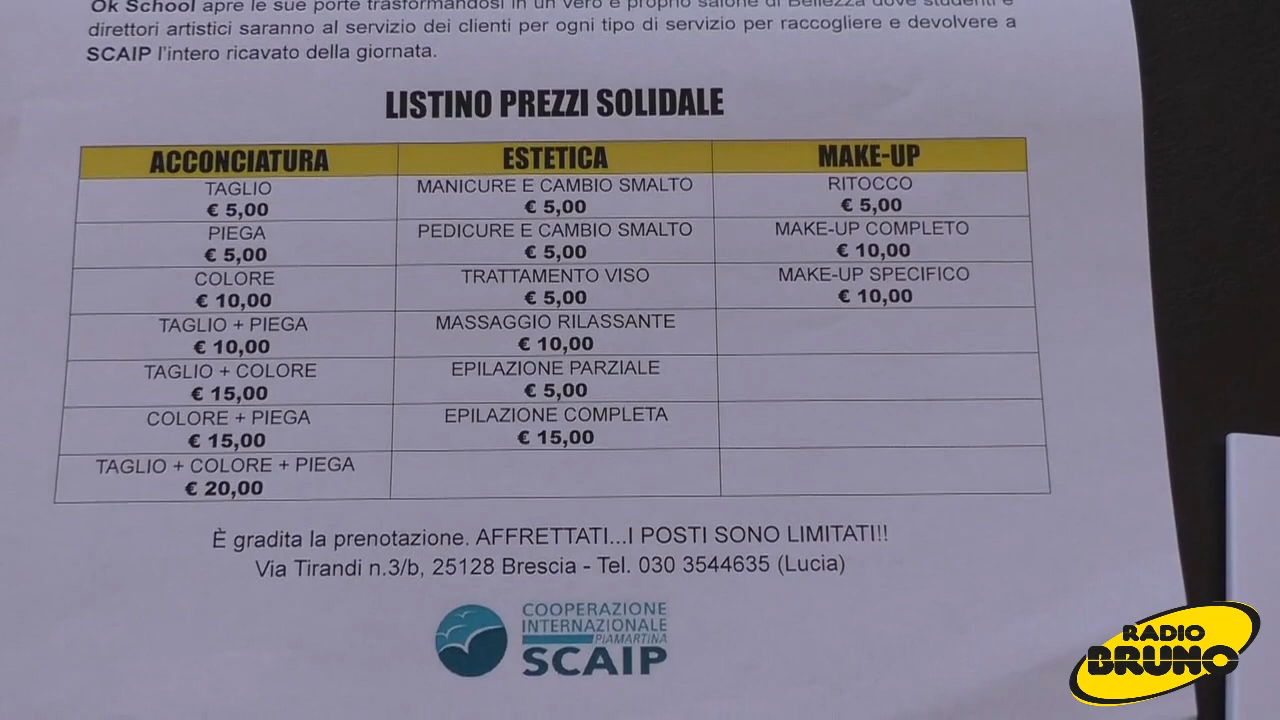 Ok School apre le sue porte trasformandosi in un vero e proprio salone di Bellezza dove studenti e
direttori artistici saranno al servizio dei clienti per ogni tipo di servizio per raccogliere e devolvere a
SCAIP l'intero ricavato della giornata.
LISTINO PREZZI SOLIDALE
ACCONCIATURA ESTETICA MAKE-UP
TAGLIO MANICURE E CAMBIO SMALTO RITOCCO
€ 5,00 € 5,00 € 5,00
PIEGA PEDICURE E CAMBIO SMALTO MAKE-UP COMPLETO
€ 5,00 € 5,00 € 10,00
COLORE TRATTAMENTO VISO MAKE-UP SPECIFICO
€ 10,00 € 5,00 € 10,00
TAGLIO + PIEGA MASSAGGIO RILASSANTE
€ 10,00 € 10,00
TAGLIO + COLORE EPILAZIONE PARZIALE
€ 15,00 € 5,00
COLORE + PIEGA EPILAZIONE COMPLETA
€ 15,00 € 15,00
TAGLIO + COLORE + PIEGA
€ 20,00
È gradita la prenotazione. AFFRETTATI...I POSTI SONO LIMITATI!!
Via Tirandi n.3/b, 25128 Brescia - Tel. 030 3544635 (Lucia)
COOPERAZIONE
INTERNAZIONALE
PIAMARTINA
SCAIP
RADIO
BRUNO